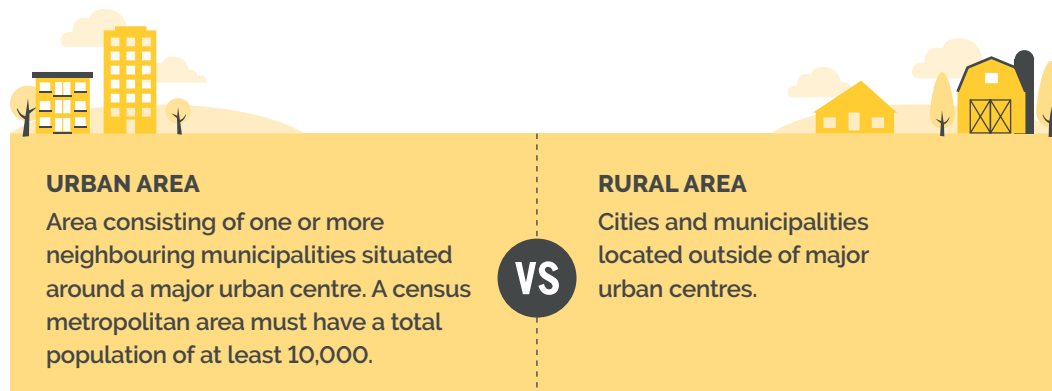 URBAN AREA
Area consisting of one or more
neighbouring municipalities situated
around a major urban centre. A census
metropolitan area must have a total
population of at least 10,000.
VS
RURAL AREA
Cities and municipalities
located outside of major
urban centres.